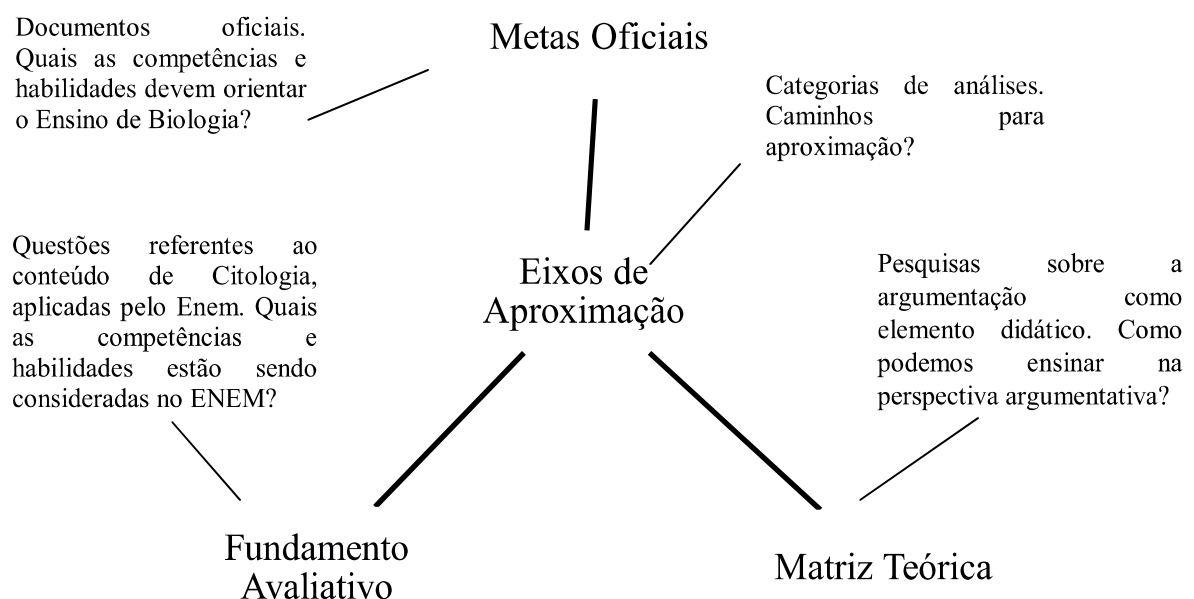 Documentos oficiais.
Quais as competências e
habilidades devem orientar
o Ensino de Biologia?
Metas Oficiais
Categorias de análises.
Caminhos para
aproximação?
Questões referentes ao
conteúdo de Citologia,
aplicadas pelo Enem. Quais
as competências e
habilidades estão sendo
consideradas no ENEM?
Eixos de
Aproximação
Pesquisas sobre a
argumentação como
elemento didático. Como
podemos ensinar na
perspectiva argumentativa?
Fundamento
Avaliativo
Matriz Teórica